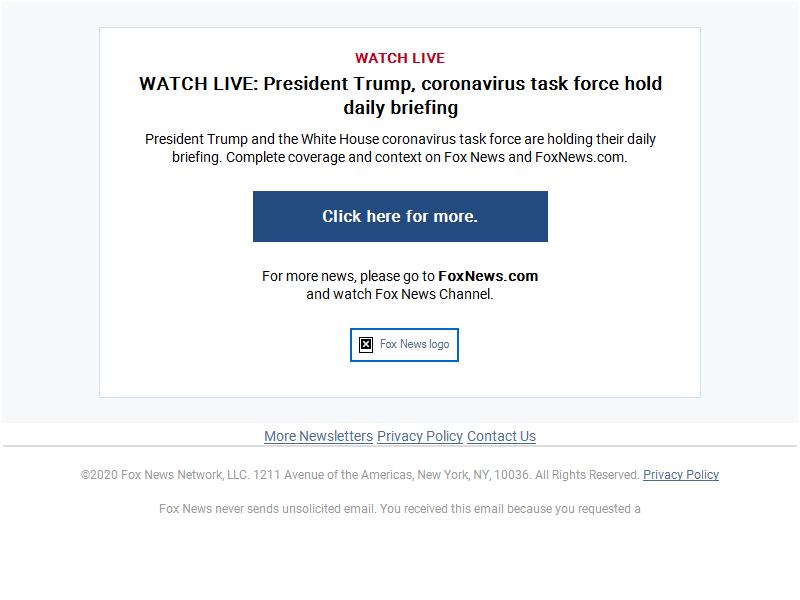 WATCH LIVE
WATCH LIVE: President Trump, coronavirus task force hold
daily briefing
President Trump and the White House coronavirus task force are holding their daily
briefing. Complete coverage and context on Fox News and FoxNews.com.
Click here for more.
For more news, please go to FoxNews.com
and watch Fox News Channel.
Fox News logo
More Newsletters Privacy Policy Contact Us
©2020 Fox News Network, LLC. 1211 Avenue of the Americas, New York, NY, 10036. All Rights Reserved. Privacy Policy
Fox News never sends unsolicited email. You received this email because you requested a